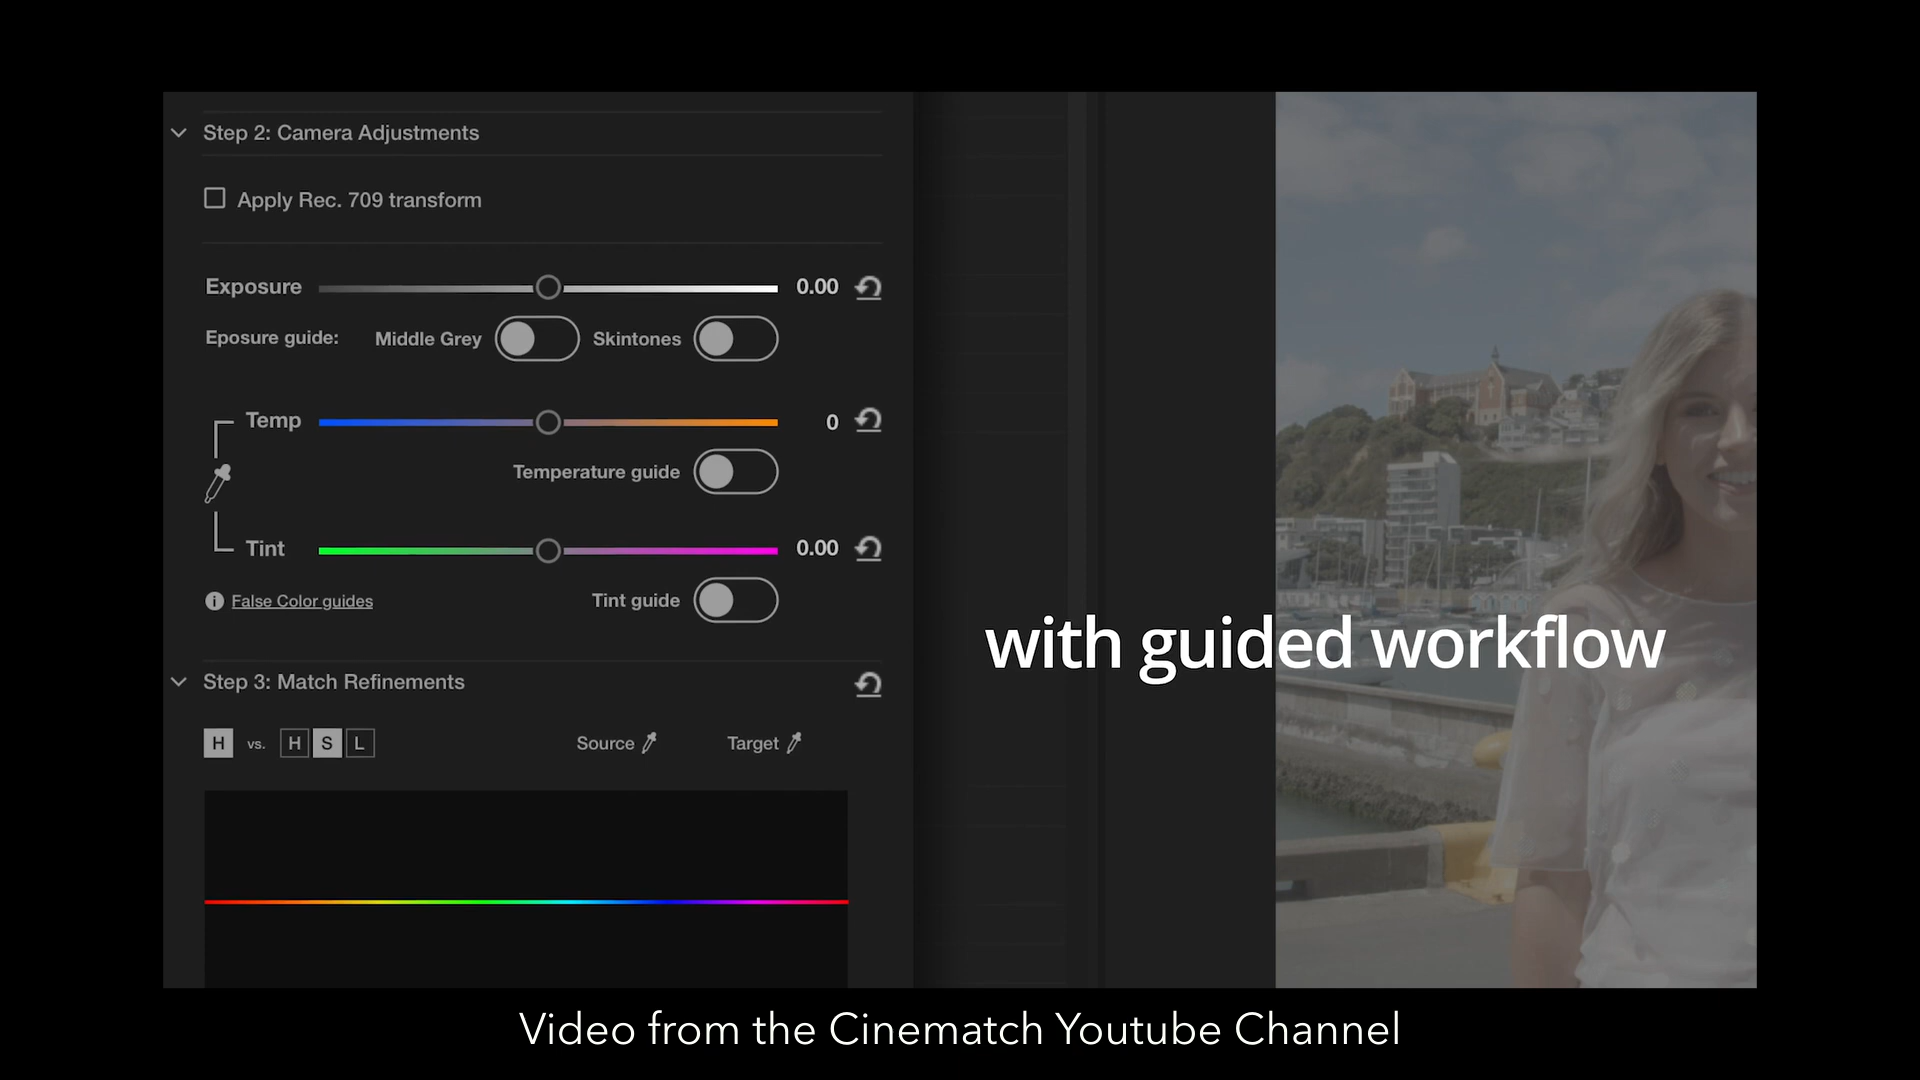 Step 2: Camera Adjustments
Apply Rec. 709 transform
Exposure 0.00
Eposure guide: Middle Grey Skintones
Temp 0
Temperature guide
Tint 0.00
False Color guides Tint guide
with guided workflow
Step 3: Match Refinements
H vs. H S L Source Target
Video from the Cinematch Youtube Channel